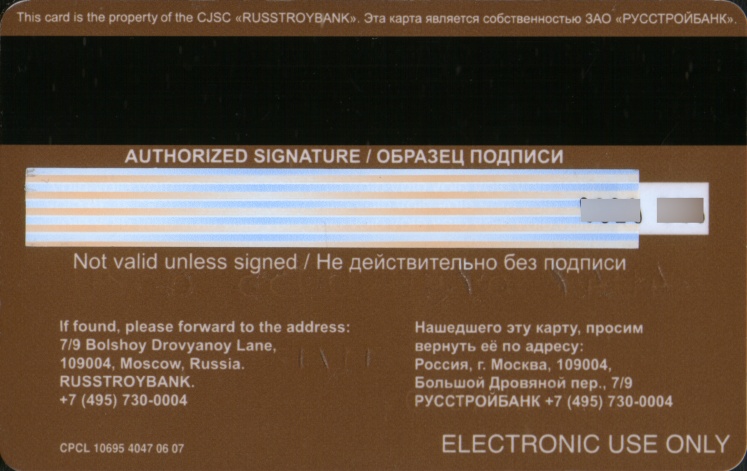 This card is the property of the CJSC «RUSSTROYBANK». Эта карта является собственностью ЗАО «РУССТРОЙБАНК».
AUTHORIZED SIGNATURE / ОБРАЗЕЦ ПОДПИСИ
Not valid unless signed / Не действительно без подписи
If found, please forward to the address:
7/9 Bolshoy Drovyanoy Lane,
109004, Moscow, Russia.
RUSSTROYBANK.
+7 (495) 730-0004
Нашедшего эту карту, просим
вернуть её по адресу:
Россия, г. Москва, 109004,
Большой Дровяной пер., 7/9
РУССТРОЙБАНК +7 (495) 730-0004
CPCL 10695 4047 06 07
ELECTRONIC USE ONLY